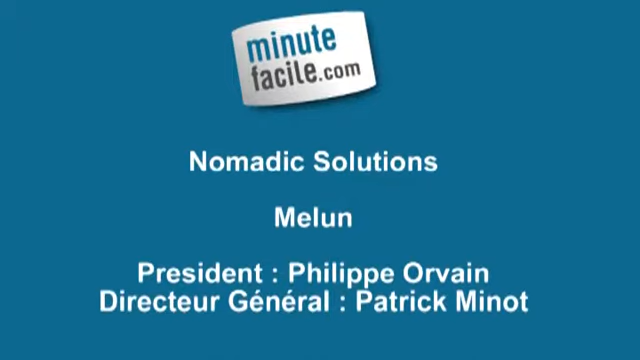 minute
facile.com
Nomadic Solutions
Melun
President : Philippe Orvain
Directeur Général : Patrick Minot